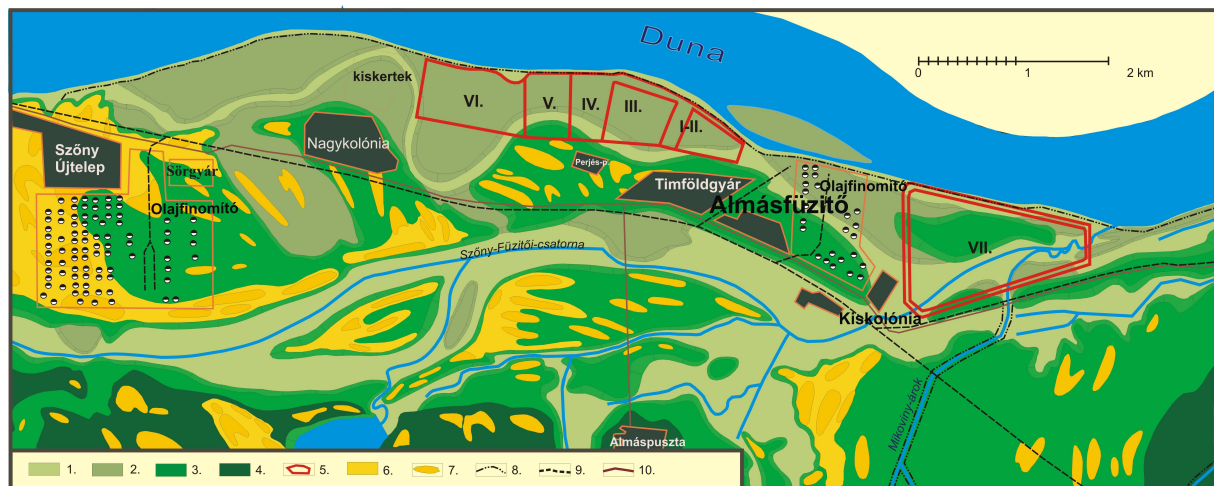 Duna
0 1 2 km
kiskertek
VI.
V.
IV.
III.
I-II.
Nagykolónia
Szőny
Újtelep
Sörgyár
Perjés-p.
Timföldgyár
Olajfinomító
Olajfinomító
Almásfüzitő
Szőny-Füzitői-csatorna
VII.
Kiskolónia
Mikoviny-árok
Almáspuszta
1. 2. 3. 4. 5. 6. 7. 8. 9. 10.